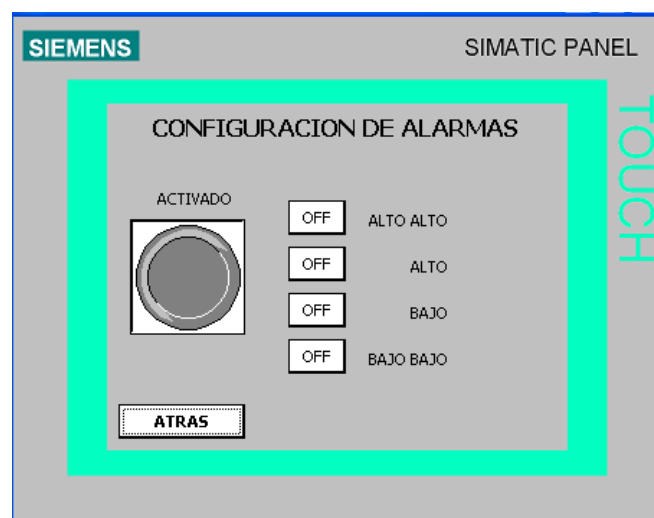 SIEMENS
SIMATIC PANEL
TOUCH
CONFIGURACION DE ALARMAS
ACTIVADO
OFF ALTO ALTO
OFF ALTO
OFF BAJO
OFF BAJO BAJO
ATRAS